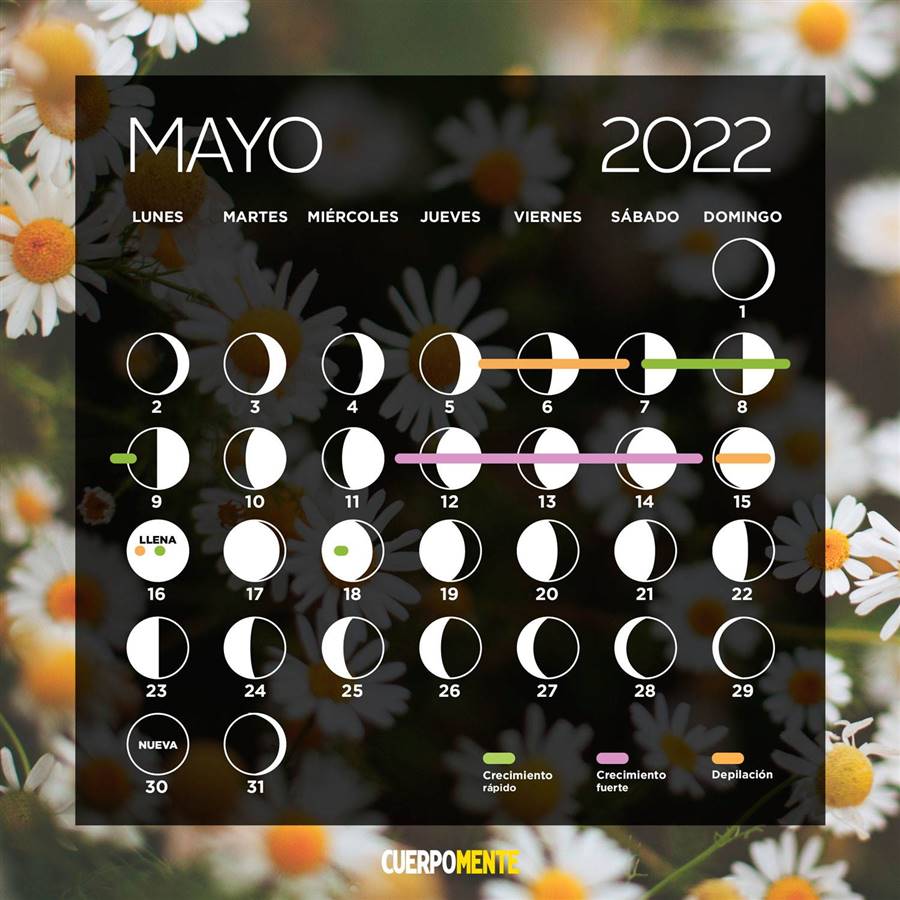 MAYO 2022
LUNES MARTES MIÉRCOLES JUEVES VIERNES SÁBADO DOMINGO
1
2 3 4 5 6 7 8
9 10 11 12 13 14 15
LLENA
16 17 18 19 20 21 22
23 24 25 26 27 28 29
NUEVA
30 31
Crecimiento rápido
Crecimiento fuerte
Depilación
CUERPOMENTE